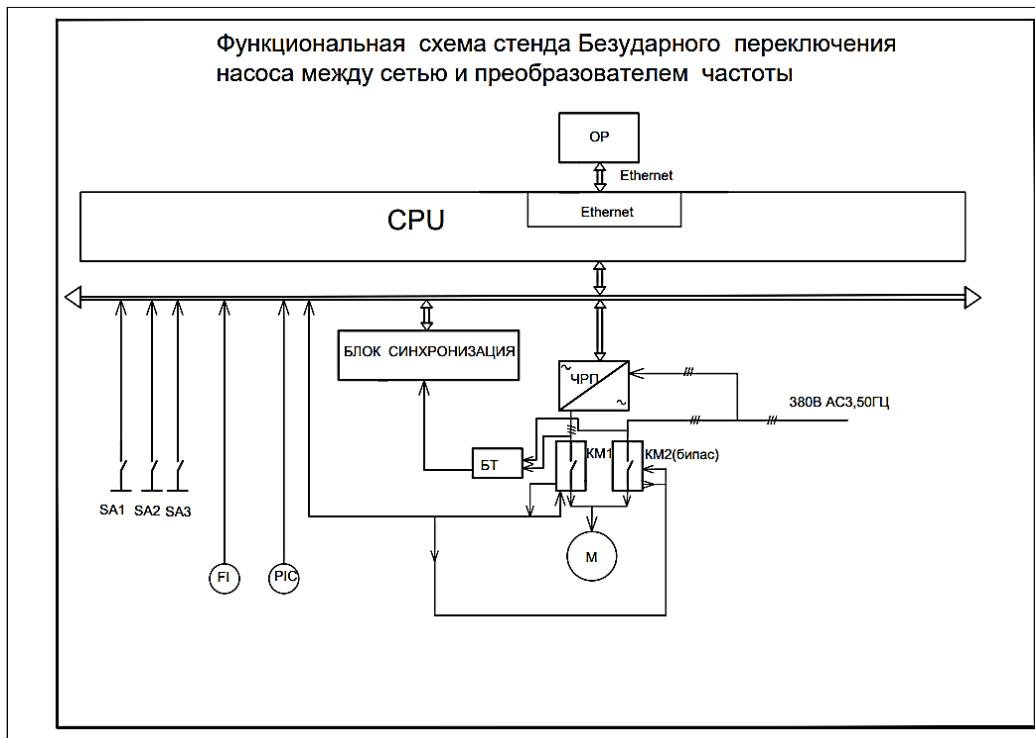 Функциональная схема стенда Безударного переключения
насоса между сетью и преобразователем частоты
OP
Ethernet
Ethernet
CPU
БЛОК СИНХРОНИЗАЦИЯ
~ ЧРП ~
380В АС3,50ГЦ
БТ
КМ1
КМ2(бипас)
SA1 SA2 SA3
М
FI
PIC